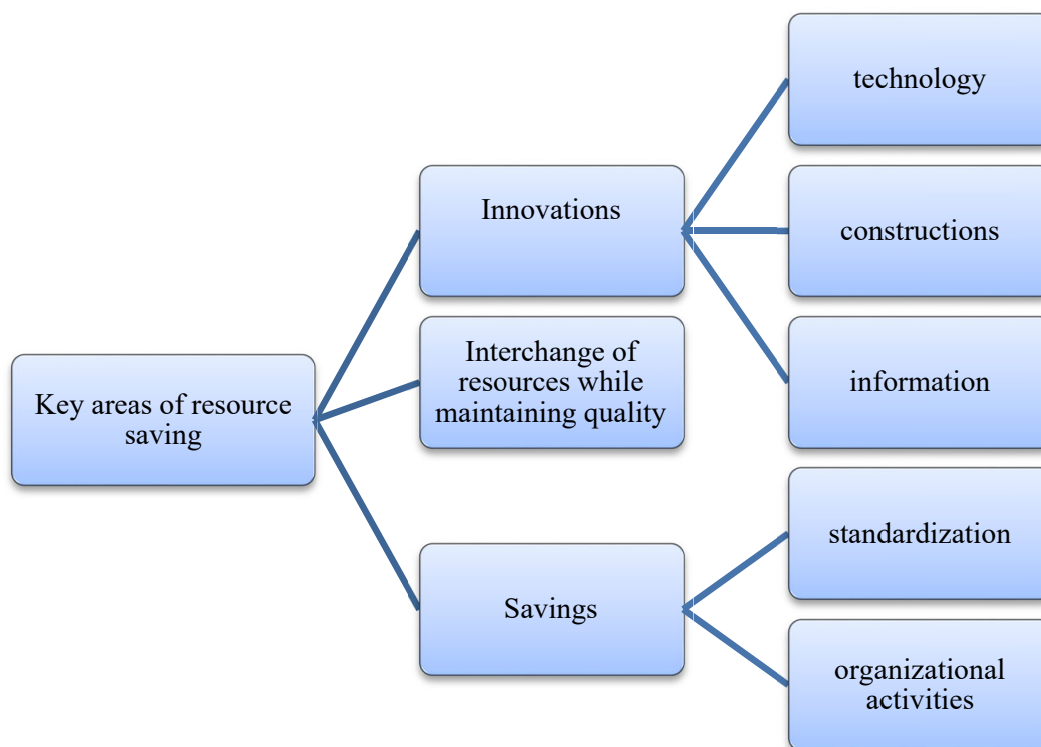 Key areas of resource
saving
Innovations
Interchange of
resources while
maintaining quality
Savings
technology
constructions
information
standardization
organizational
activities